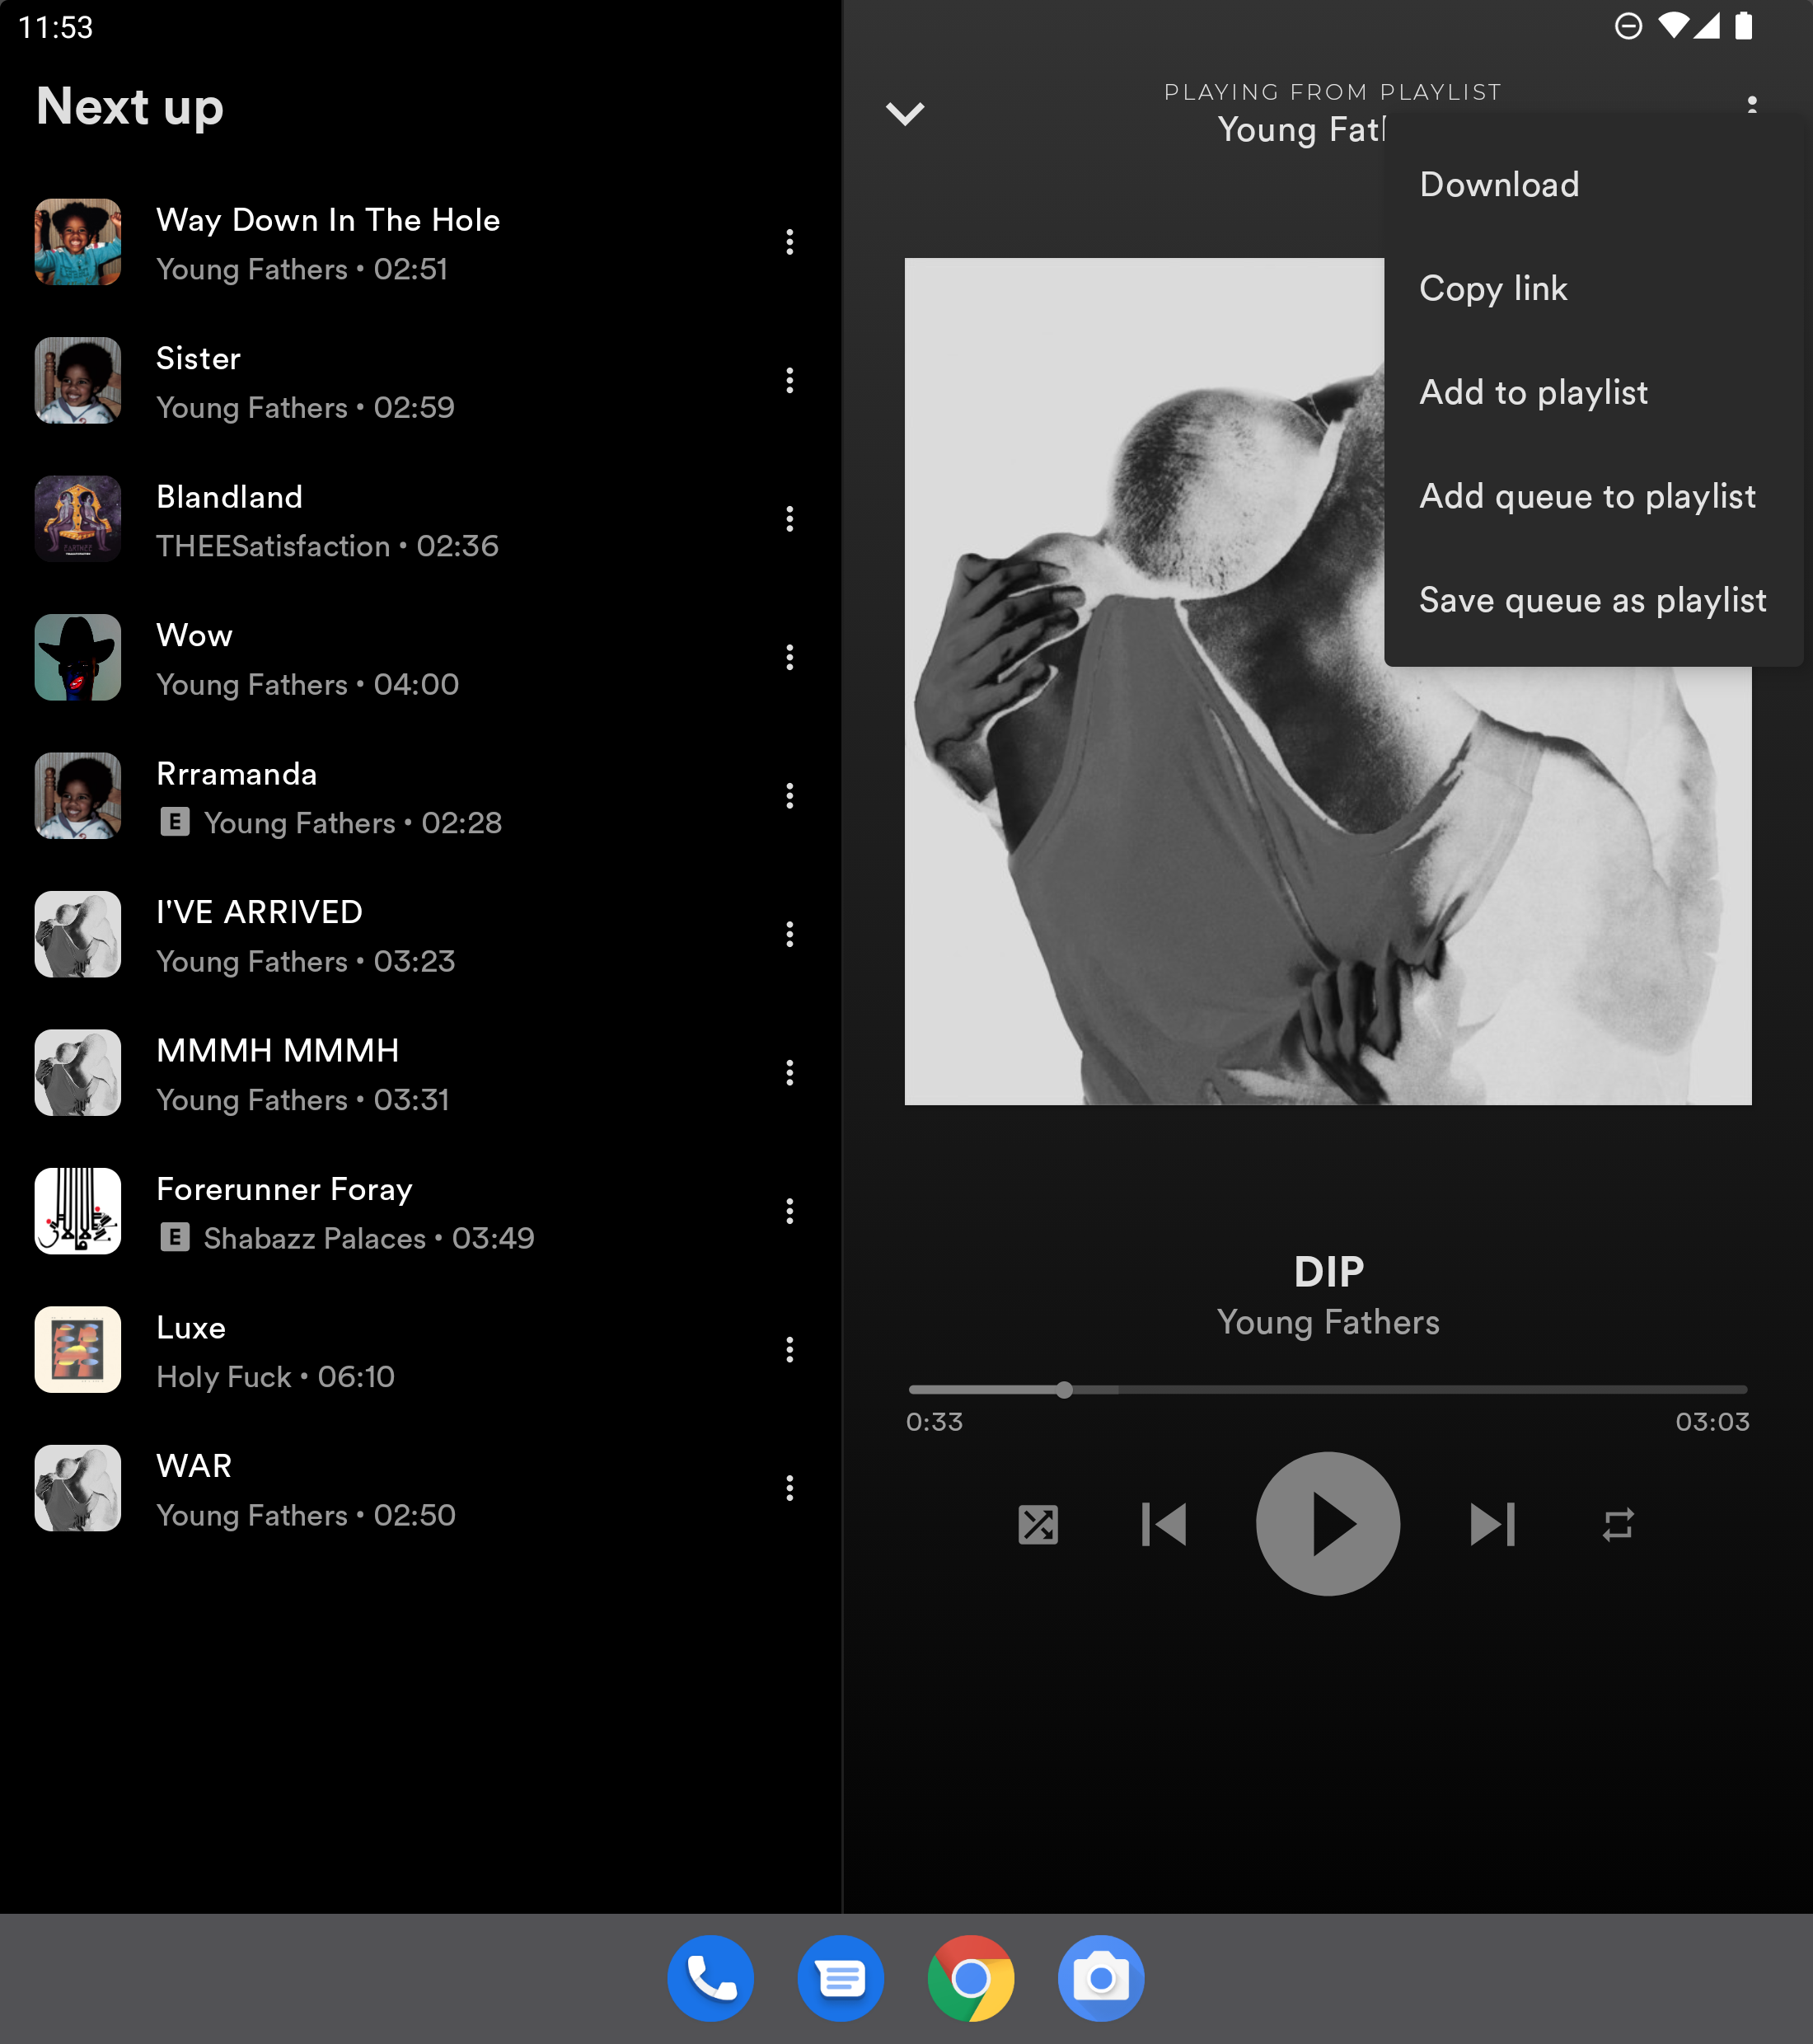 11:53
Next up
Way Down In The Hole
Young Fathers • 02:51
Sister
Young Fathers • 02:59
Blandland
THEESatisfaction • 02:36
Wow
Young Fathers • 04:00
Rrramanda
E Young Fathers • 02:28
I'VE ARRIVED
Young Fathers • 03:23
MMMH MMMH
Young Fathers • 03:31
Forerunner Foray
E Shabazz Palaces • 03:49
Luxe
Holy Fuck • 06:10
WAR
Young Fathers • 02:50
PLAYING FROM PLAYLIST
Young
Download
Copy link
Add to playlist
Add queue to playlist
Save queue as playlist
DIP
Young Fathers
0:33
03:03